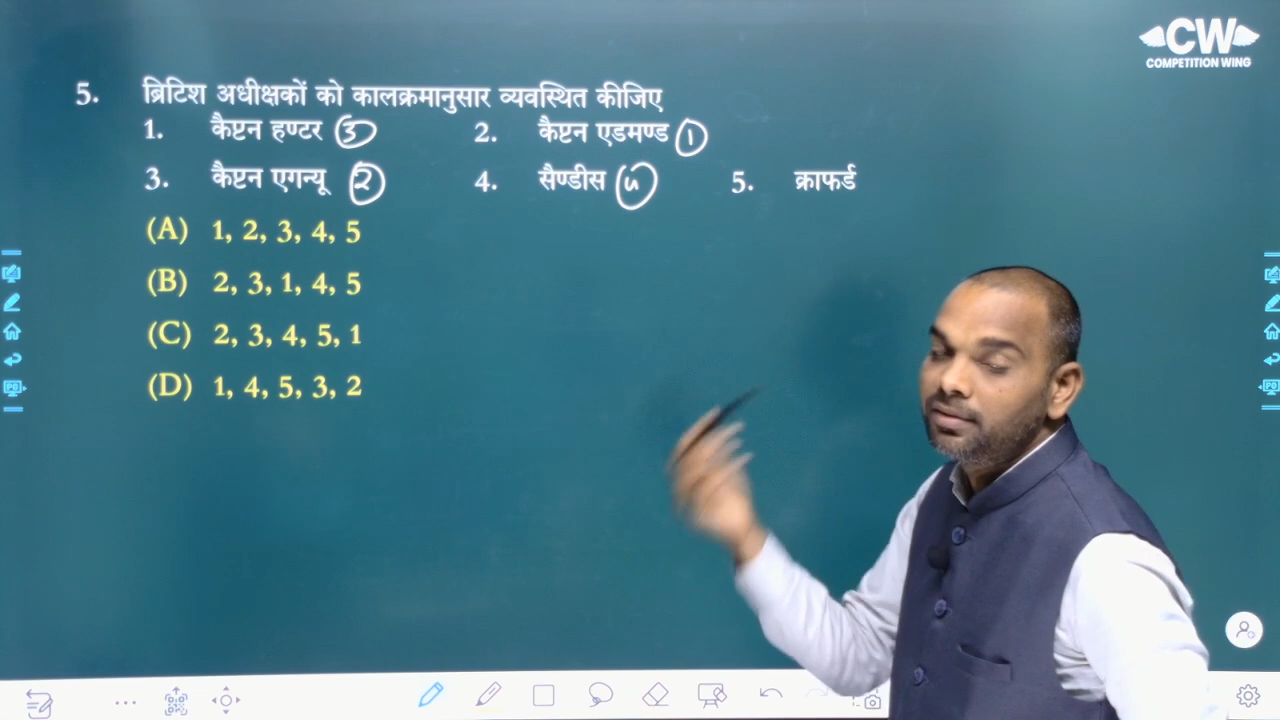 CW
COMPETITION WING
5. ब्रिटिश अधीक्षकों को कालक्रमानुसार व्यवस्थित कीजिए
1. कैप्टन हण्टर (3) 2. कैप्टन एडमण्ड (1)
3. कैप्टन एगन्यू (2) 4. सैण्डीस (4) 5. क्राफर्ड
(A) 1, 2, 3, 4, 5
(B) 2, 3, 1, 4, 5
(C) 2, 3, 4, 5, 1
(D) 1, 4, 5, 3, 2